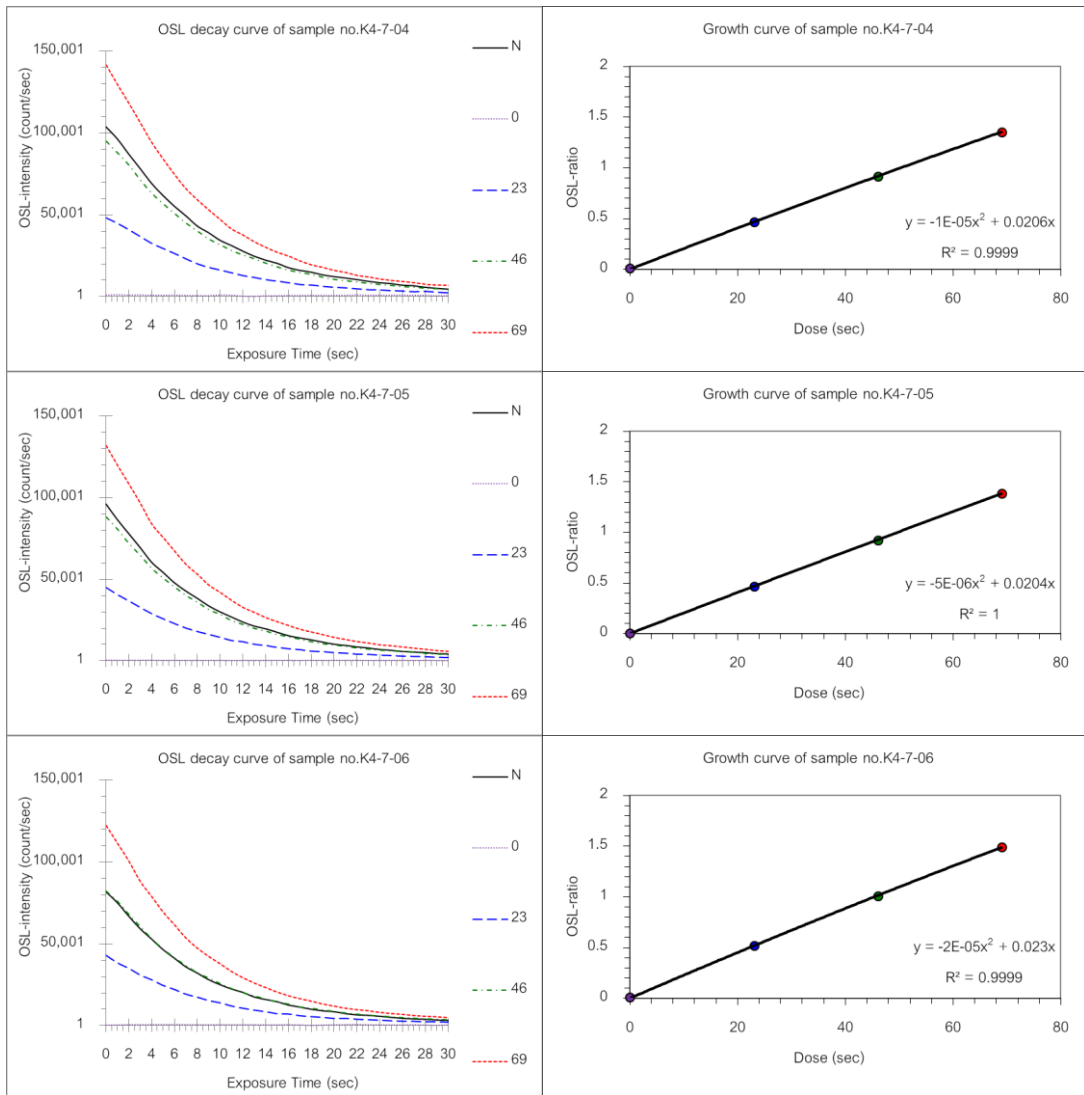 OSL decay curve of sample no.K4-7-04
OSL-intensity (count/sec)
150,001
100,001
50,001
1
0 2 4 6 8 10 12 14 16 18 20 22 24 26 28 30
Exposure Time (sec)
N
0
23
46
69
Growth curve of sample no.K4-7-04
OSL-ratio
2
1.5
1
0.5
0
0 20 40 60 80
Dose (sec)
y = -1E-05x² + 0.0206x
R² = 0.9999
OSL decay curve of sample no.K4-7-05
OSL-intensity (count/sec)
150,001
100,001
50,001
1
0 2 4 6 8 10 12 14 16 18 20 22 24 26 28 30
Exposure Time (sec)
N
0
23
46
69
Growth curve of sample no.K4-7-05
OSL-ratio
2
1.5
1
0.5
0
0 20 40 60 80
Dose (sec)
y = -5E-06x² + 0.0204x
R² = 1
OSL decay curve of sample no.K4-7-06
OSL-intensity (count/sec)
150,001
100,001
50,001
1
0 2 4 6 8 10 12 14 16 18 20 22 24 26 28 30
Exposure Time (sec)
N
0
23
46
69
Growth curve of sample no.K4-7-06
OSL-ratio
2
1.5
1
0.5
0
0 20 40 60 80
Dose (sec)
y = -2E-05x² + 0.023x
R² = 0.9999